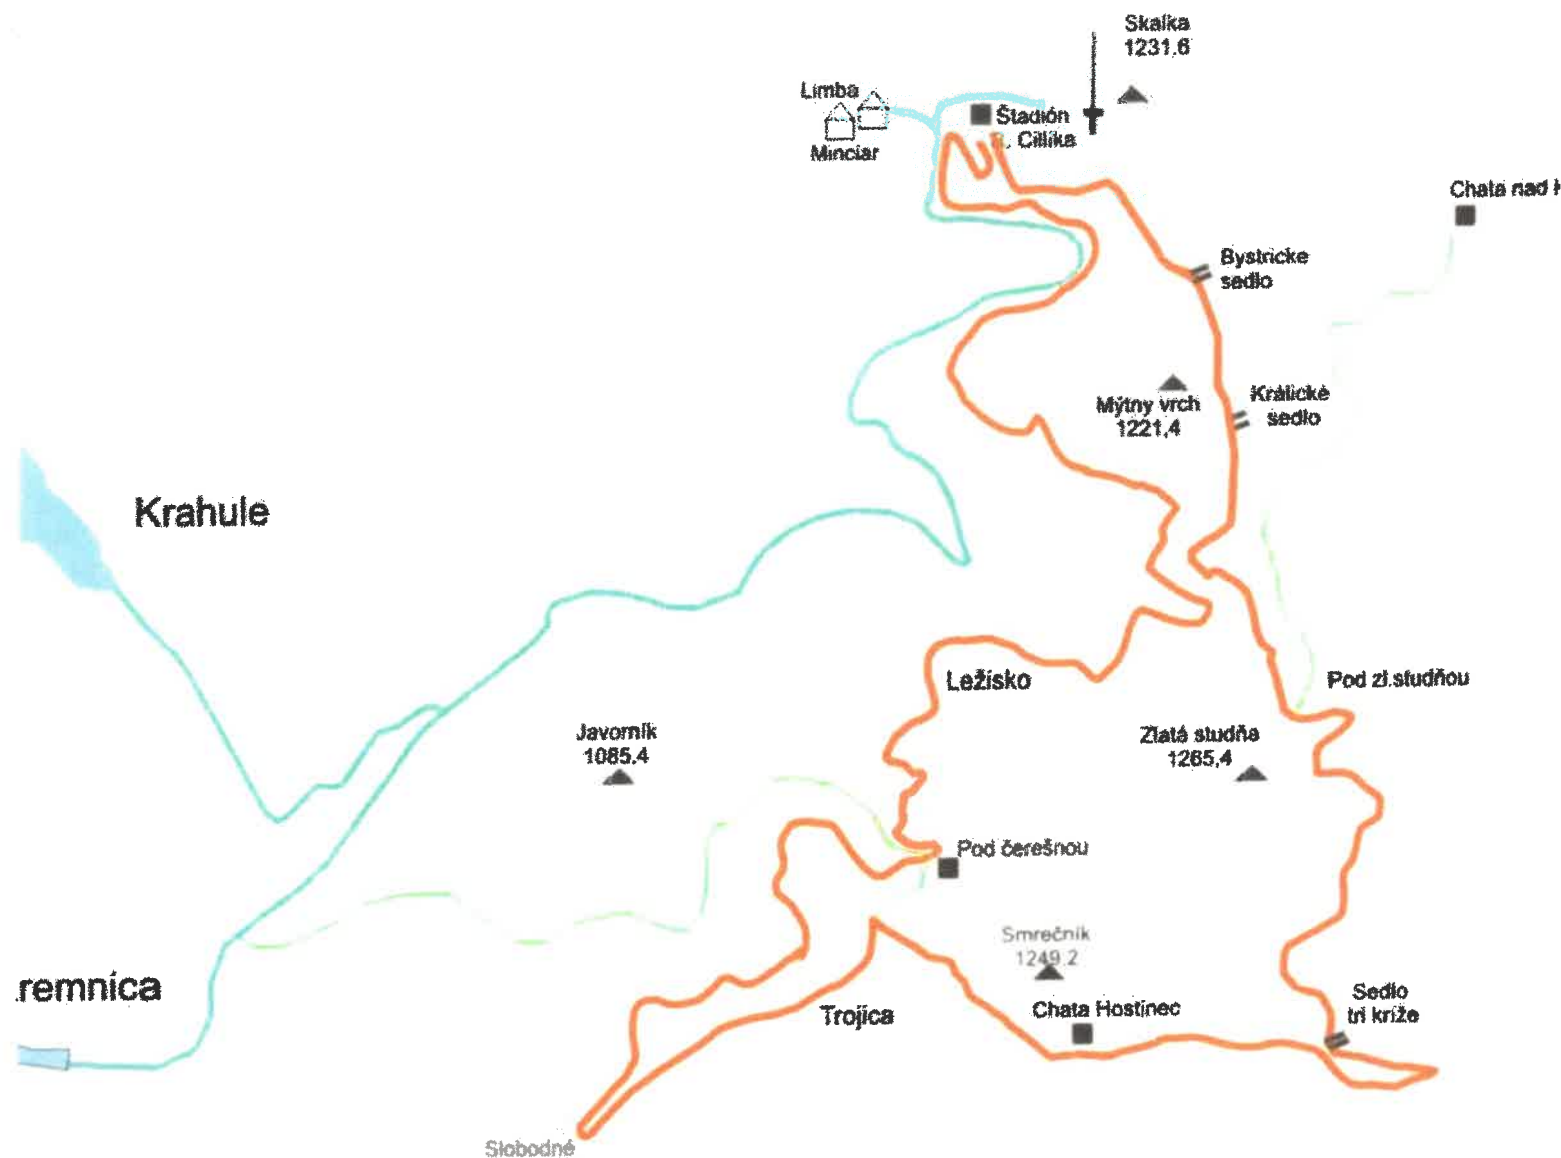 Skalka
1231,6
Limba
Štadión
R. Cillíka
Minciar
Chata nad
Bystricke
sedlo
Králické
sedlo
Mýtny vrch
1221,4
Krahule
Ležisko
Pod zl.studňou
Javorník
1085,4
Zlatá studňa
1265,4
Pod čerešnou
Smrečník
1249,2
remnica
Trojica
Chata Hostinec
Sedlo
tri kríže
Slobodné